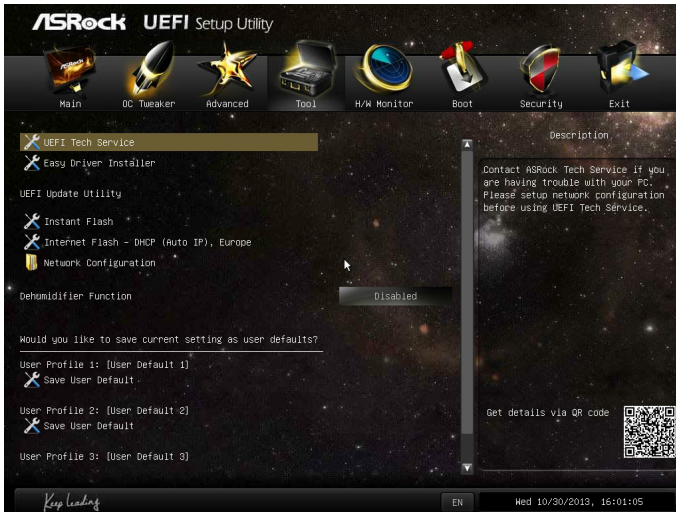 ASRock UEFI Setup Utility
ASRock
Main OC Tweaker Advanced Tool H/W Monitor Boot Security Exit
UEFI Tech Service
Easy Driver Installer
UEFI Update Utility
Instant Flash
Internet Flash - DHCP (Auto IP), Europe
Network Configuration
Dehumidifier Function Disabled
Would you like to save current setting as user defaults?
User Profile 1: [User Default 1]
Save User Default
User Profile 2: [User Default 2]
Save User Default
User Profile 3: [User Default 3]
Description
Contact ASRock Tech Service if you
are having trouble with your PC.
Please setup network configuration
before using UEFI Tech Service.
Get details via QR code
Keep Leading
EN
Wed 10/30/2013, 16:01:05